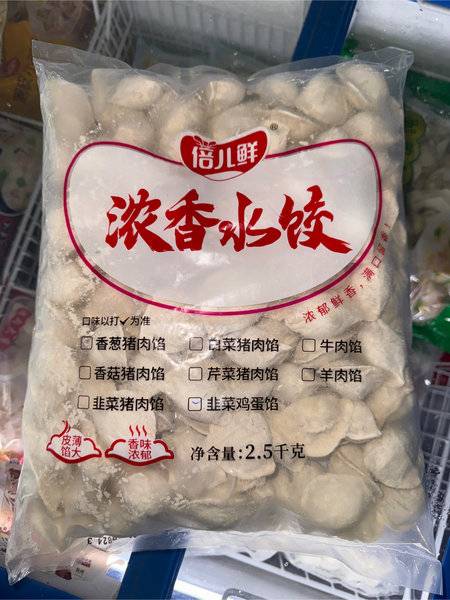 倍儿鲜
®
浓香水饺
浓郁鲜香，满口留香！
口味以打✓为准
香葱猪肉馅 白菜猪肉馅 牛肉馅
香菇猪肉馅 芹菜猪肉馅 羊肉馅
韭菜猪肉馅 韭菜鸡蛋馅
皮薄馅大
香味浓郁
净含量:2.5千克